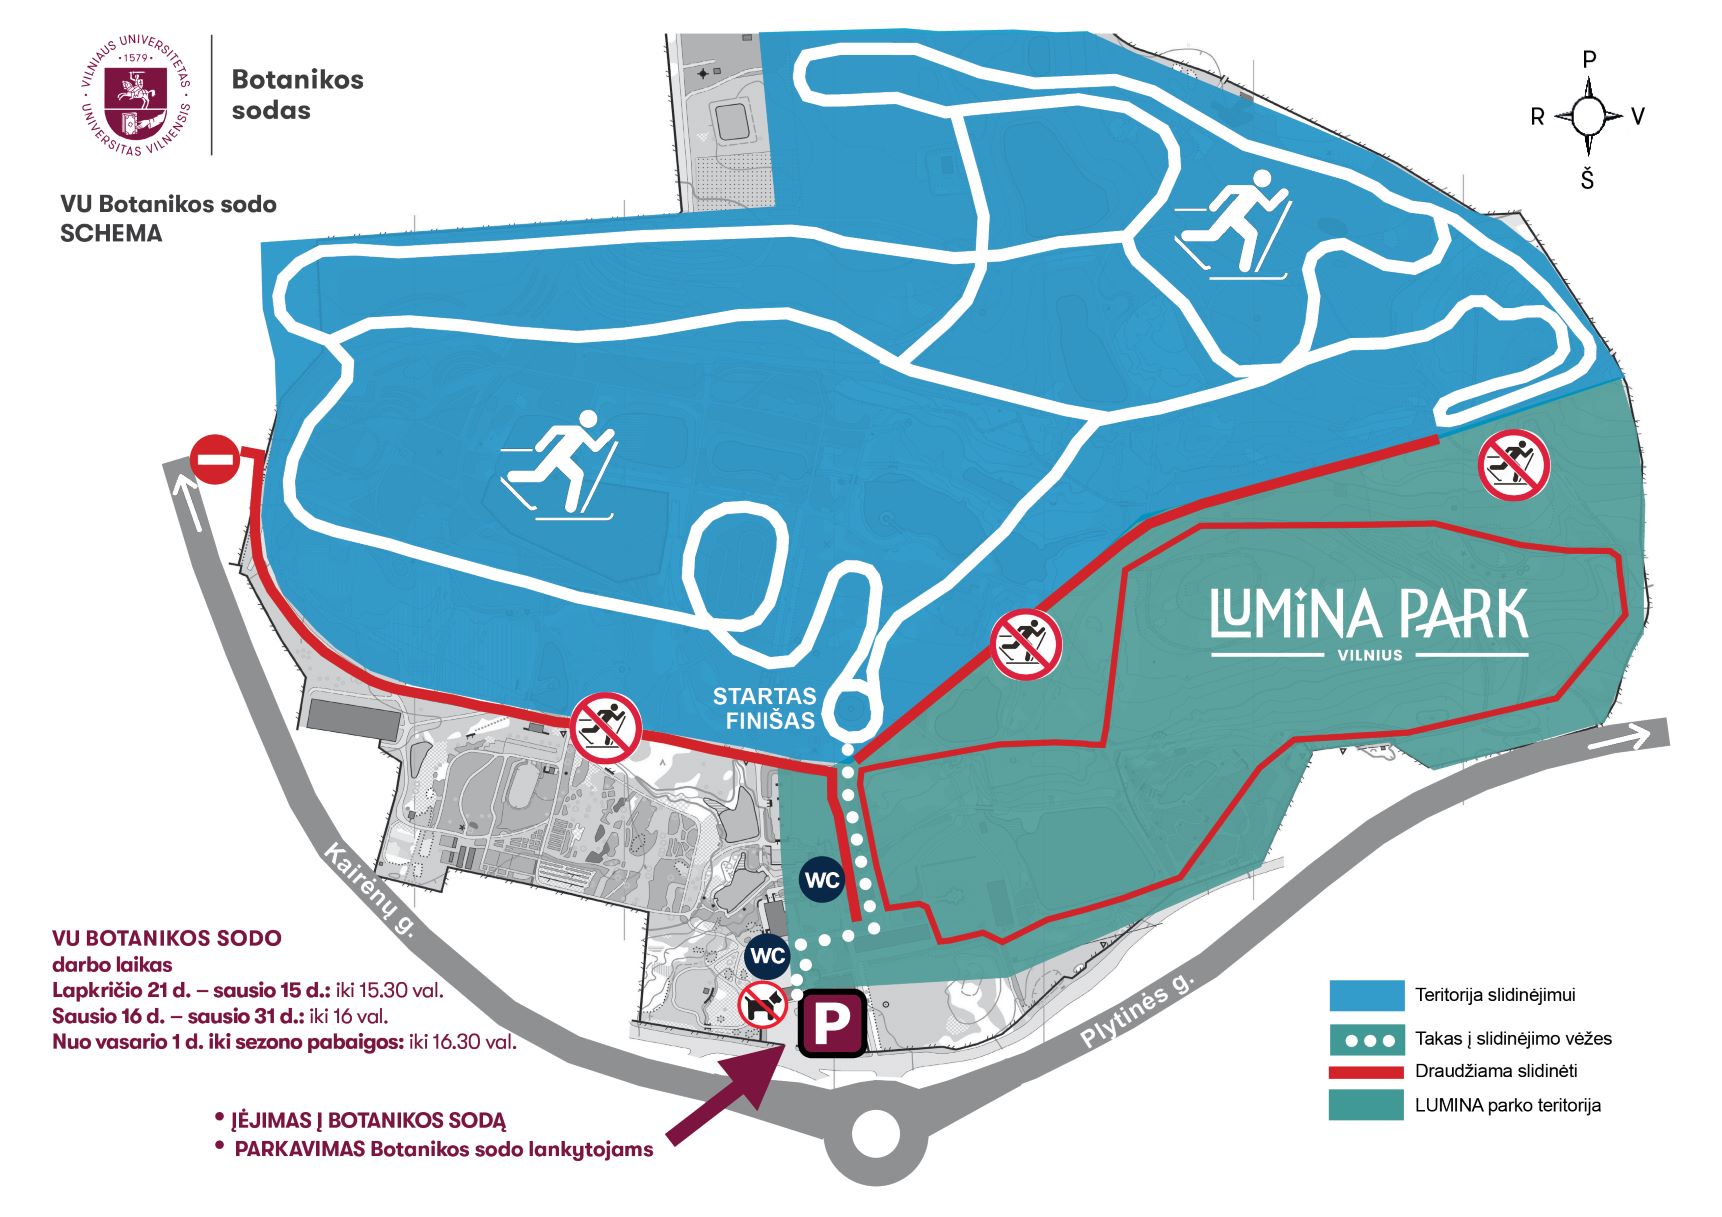 VILNIAUS UNIVERSITETAS
1579
UNIVERSITAS VILNENSIS
Botanikos
sodas
VU Botanikos sodo
SCHEMA
P
R
V
Š
LUMiNA PARK
VILNIUS
STARTAS
FINIŠAS
WC
WC
P
Kairėnų g.
Plytinės g.
VU BOTANIKOS SODO
darbo laikas
Lapkričio 21 d. – sausio 15 d.: iki 15.30 val.
Sausio 16 d. – sausio 31 d.: iki 16 val.
Nuo vasario 1 d. iki sezono pabaigos: iki 16.30 val.
• ĮĖJIMAS Į BOTANIKOS SODĄ
• PARKAVIMAS Botanikos sodo lankytojams
Teritorija slidinėjimui
Takas į slidinėjimo vėžes
Draudžiama slidinėti
LUMINA parko teritorija